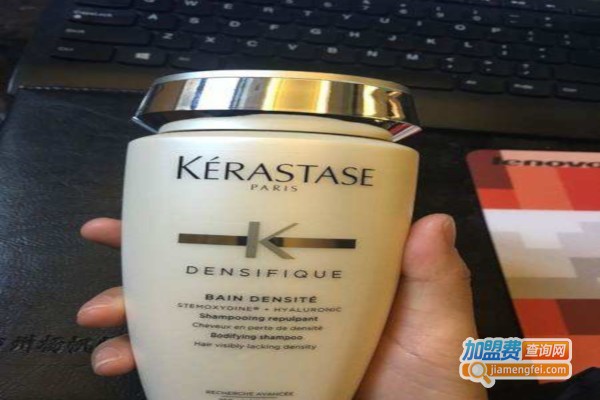 KÉRASTASE
PARIS
K
DENSIFIQUE
BAIN DENSITÉ
STEMOXYDINE® + HYALURONIC
Shampooing repulpant
Cheveux en perte de densité
Bodifying shampoo
Hair visibly lacking density
RECHERCHE AVANCÉE
lenovo
加盟费查询网
jiamengfei.com